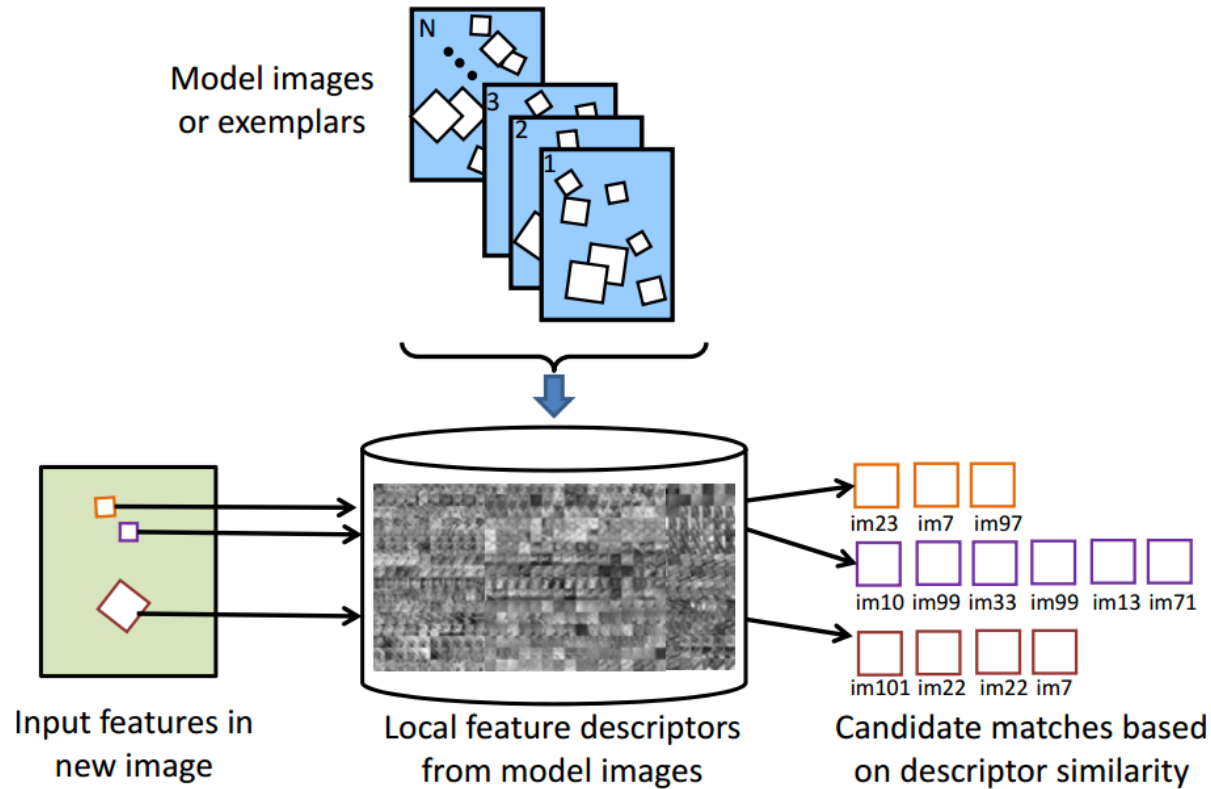 N
Model images
or exemplars
3
2
1
im23 im7 im97
im10 im99 im33 im99 im13 im71
im101 im22 im22 im7
Input features in
new image
Local feature descriptors
from model images
Candidate matches based
on descriptor similarity